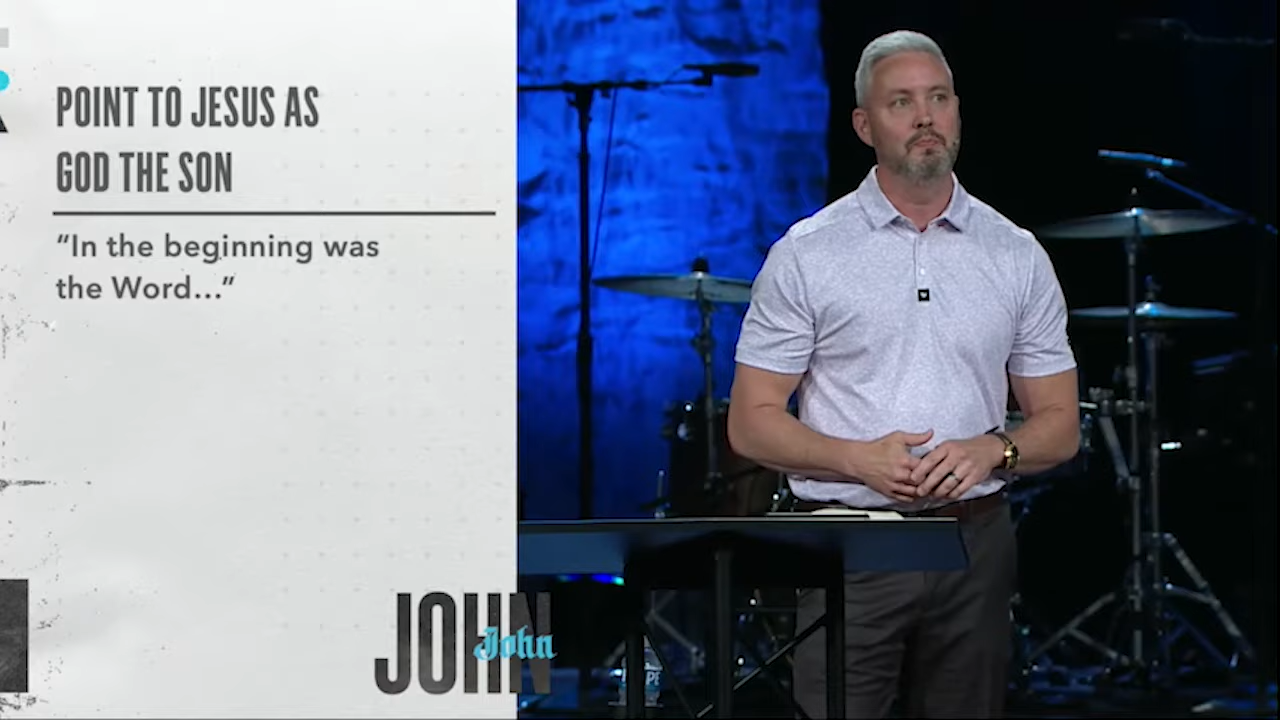 POINT TO JESUS AS
GOD THE SON
“In the beginning was
the Word...”
JOHN
John